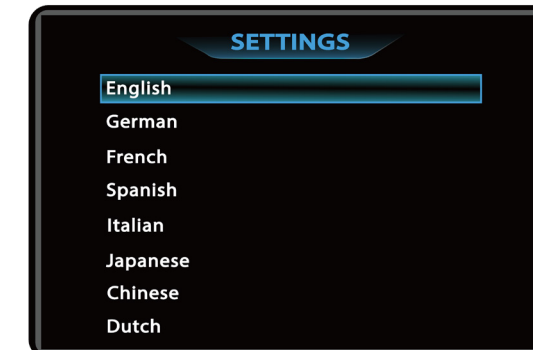 SETTINGS
English
German
French
Spanish
Italian
Japanese
Chinese
Dutch